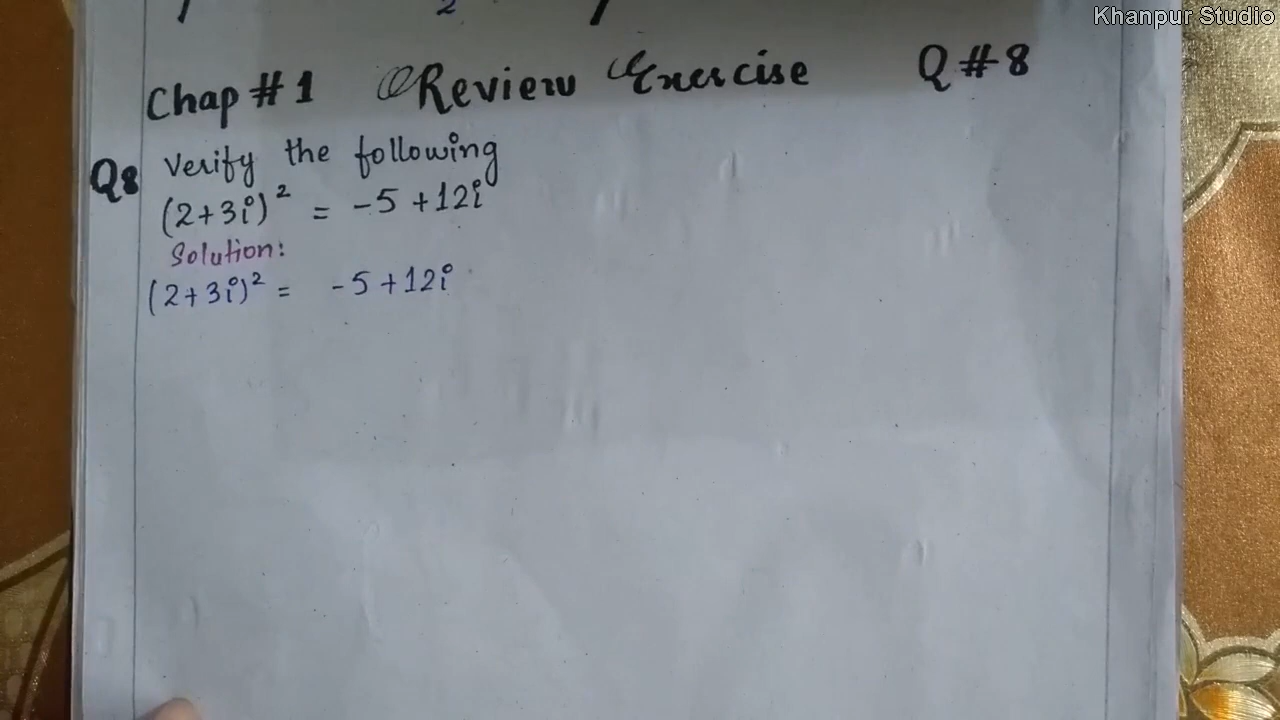 Khanpur Studio
Chap # 1 Review Exercise Q # 8
Q8 Verify the following
(2+3i)² = -5 +12i
Solution:
(2+3i)² = -5 +12i